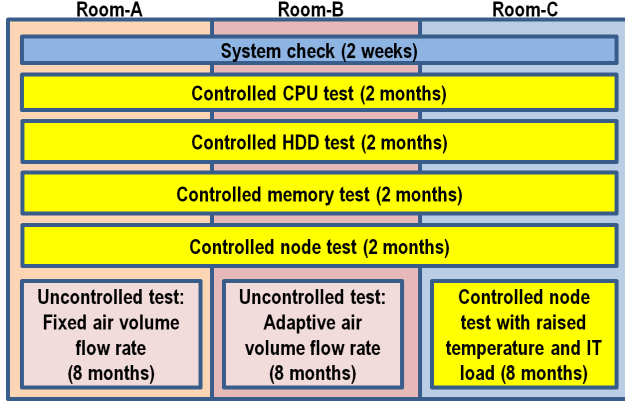 Room-A Room-B Room-C
System check (2 weeks)
Controlled CPU test (2 months)
Controlled HDD test (2 months)
Controlled memory test (2 months)
Controlled node test (2 months)
Uncontrolled test:
Fixed air volume
flow rate
(8 months)
Uncontrolled test:
Adaptive air
volume flow rate
(8 months)
Controlled node
test with raised
temperature and IT
load (8 months)